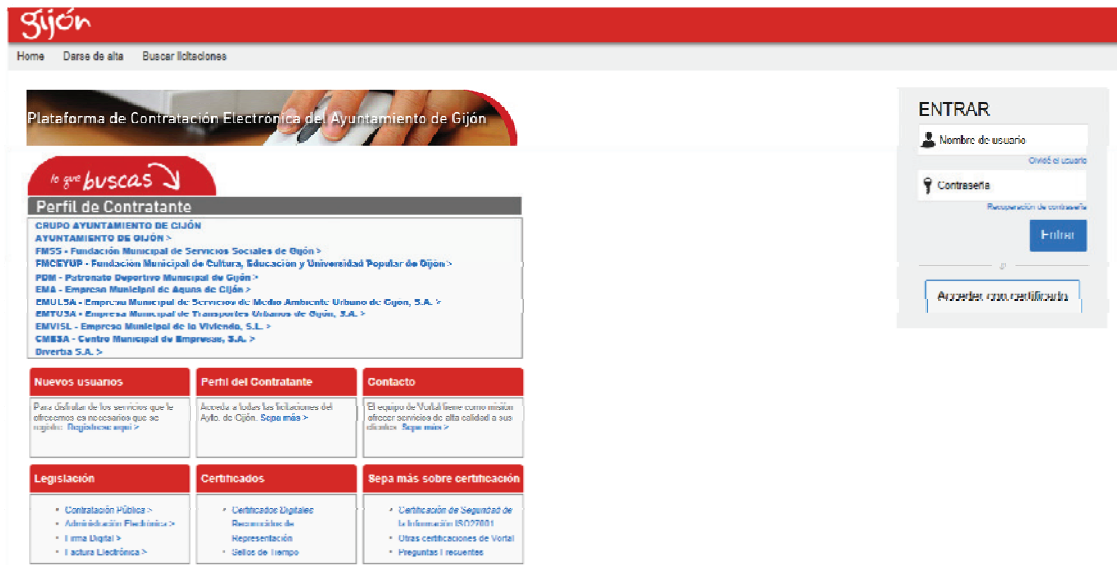 gijón
Home Darse de alta Buscar licitaciones
Plataforma de Contratación Electrónica del Ayuntamiento de Gijón
lo que buscas
Perfil de Contratante
GRUPO AYUNTAMIENTO DE GIJÓN
AYUNTAMIENTO DE GIJÓN >
FMSS - Fundación Municipal de Servicios Sociales de Gijón >
FMCEYUP - Fundación Municipal de Cultura, Educación y Universidad Popular de Gijón >
PDM - Patronato Deportivo Municipal de Gijón >
EMA - Empresa Municipal de Aguas de Gijón >
EMULSA - Empresa Municipal de Servicios de Medio Ambiente Urbano de Gijón, S.A. >
EMTUSA - Empresa Municipal de Transportes Urbanos de Gijón, S.A. >
EMVISL - Empresa Municipal de la Vivienda, S.L. >
CMESA - Centro Municipal de Empresas, S.A. >
Divertia S.A. >
Nuevos usuarios
Para disfrutar de los servicios que le
ofrecemos es necesarios que se
registre. Regístrese aquí >
Perfil del Contratante
Acceda a todas las licitaciones del
Ayto. de Gijón. Sepa más >
Contacto
El equipo de Vortal tiene como misión
ofrecer servicios de alta calidad a sus
clientes. Sepa más >
Legislación
• Contratación Pública >
• Administración Electrónica >
• Firma Digital >
• Factura Electrónica >
Certificados
• Certificados Digitales
Reconocidos de
Representación
• Sellos de Tiempo
Sepa más sobre certificación
• Certificación de Seguridad de
la Información ISO27001
• Otras certificaciones de Vortal
• Preguntas Frecuentes
ENTRAR
Nombre de usuario
Olvidé el usuario
Contraseña
Recuperación de contraseña
Entrar
o
Acceder con certificado